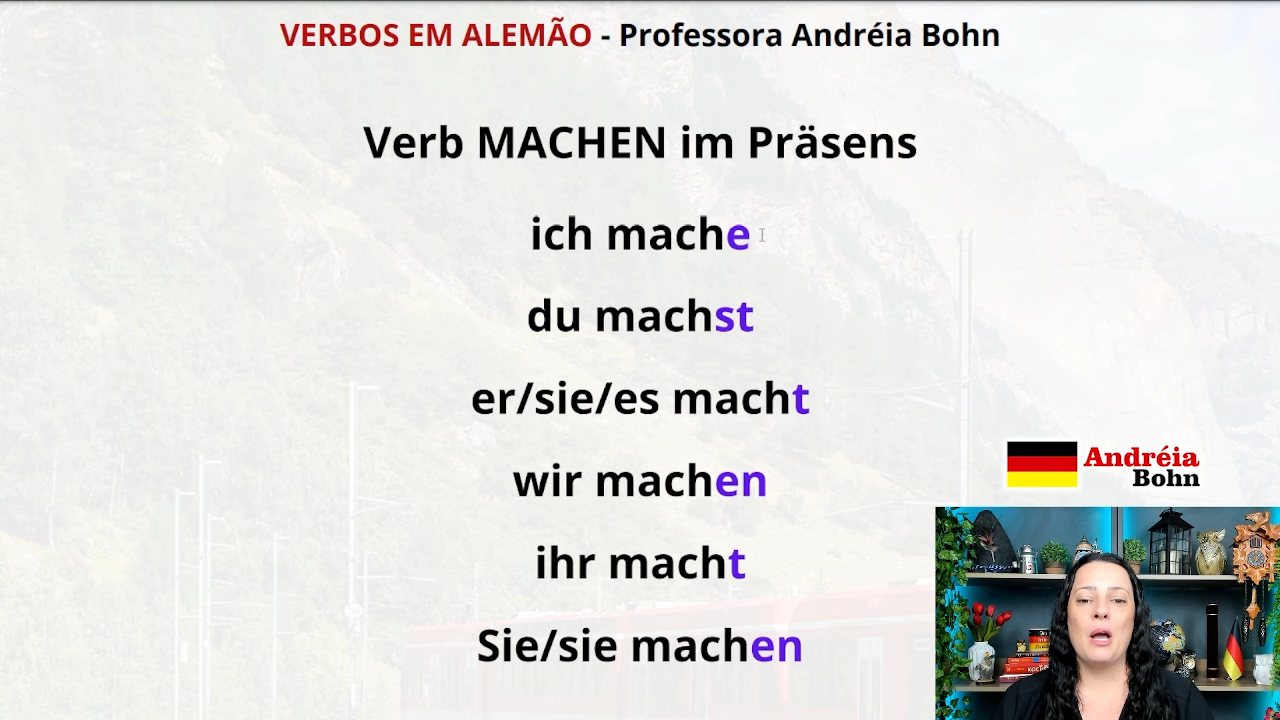 VERBOS EM ALEMÃO - Professora Andréia Bohn
Verb MACHEN im Präsens
ich mache
du machst
er/sie/es macht
wir machen
ihr macht
Sie/sie machen
Andréia
Bohn